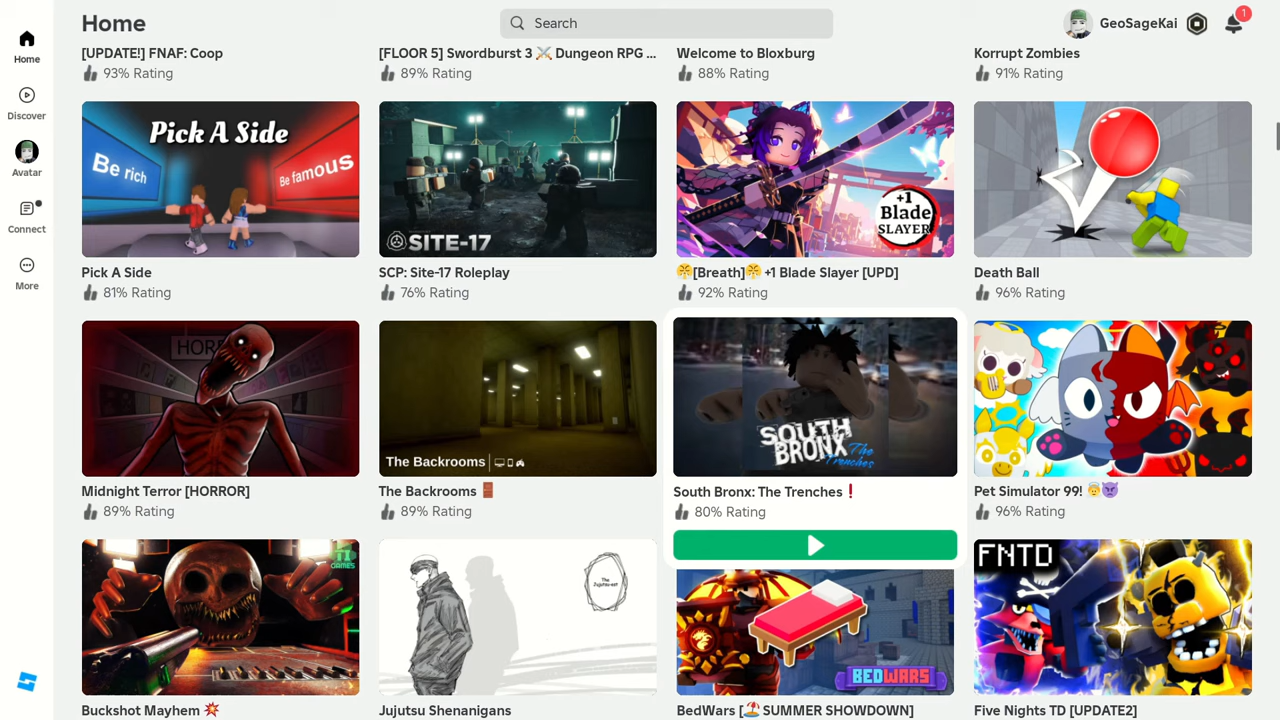 Home
Search
GeoSageKai
1
Home
Discover
Avatar
Connect
More
[UPDATE!] FNAF: Coop
93% Rating
[FLOOR 5] Swordburst 3 ⚔️ Dungeon RPG ...
89% Rating
Welcome to Bloxburg
88% Rating
Korrupt Zombies
91% Rating
Pick A Side
Be rich
Be famous
Pick A Side
81% Rating
SITE-17
SCP: Site-17 Roleplay
76% Rating
+1
Blade
SLAYER
😤[Breath]😤 +1 Blade Slayer [UPD]
92% Rating
Death Ball
96% Rating
HORR
Midnight Terror [HORROR]
89% Rating
The Backrooms
The Backrooms 🚪
89% Rating
SOUTH
BRONX The
Trenches
South Bronx: The Trenches❗
80% Rating
Pet Simulator 99! 😇😈
96% Rating
GAMES
Buckshot Mayhem 💥
The
Jujutsu-est
Jujutsu Shenanigans
BEDWARS
BedWars [⛱️SUMMER SHOWDOWN]
FNTD
Five Nights TD [UPDATE2]